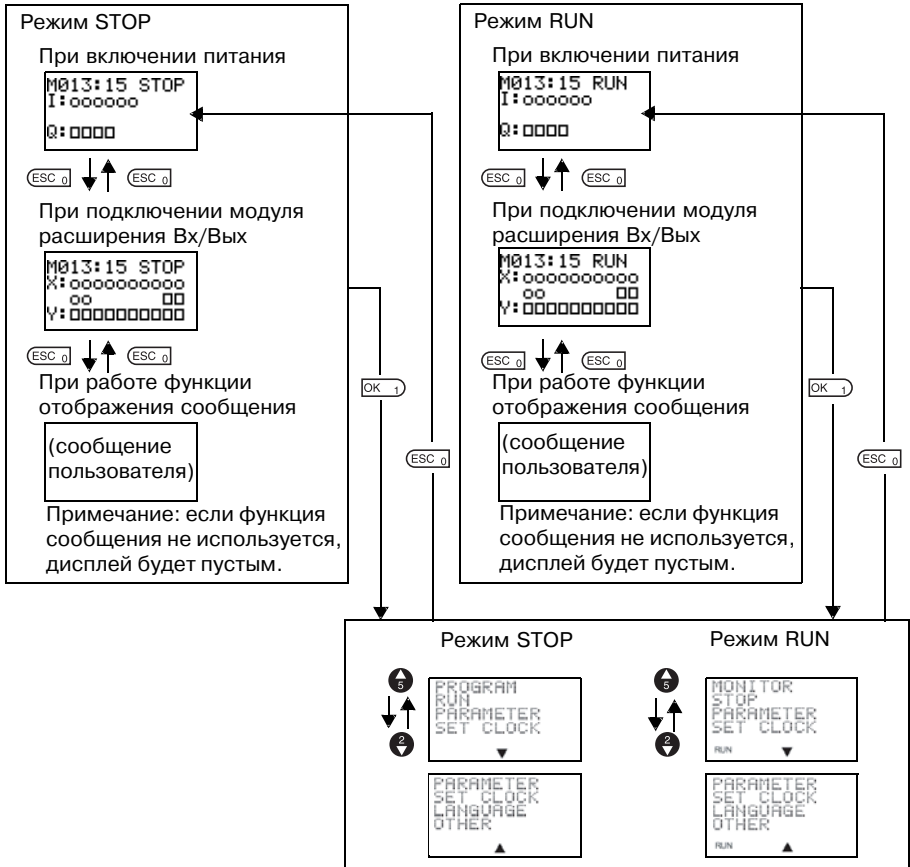 Режим STOP
При включении питания
M013:15 STOP
I:oooooo
Q:□□□□
ESC 0
ESC 0
При подключении модуля
расширения Вх/Вых
M013:15 STOP
X:oooooooooo
oo □□
Y:□□□□□□□□□□
ESC 0
ESC 0
При работе функции
отображения сообщения
(сообщение
пользователя)
Примечание: если функция
сообщения не используется,
дисплей будет пустым.
OK 1
ESC 0
Режим RUN
При включении питания
M013:15 RUN
I:oooooo
Q:□□□□
ESC 0
ESC 0
При подключении модуля
расширения Вх/Вых
M013:15 RUN
X:oooooooooo
oo □□
Y:□□□□□□□□□□
ESC 0
ESC 0
При работе функции
отображения сообщения
(сообщение
пользователя)
Примечание: если функция
сообщения не используется,
дисплей будет пустым.
OK 1
ESC 0
Режим STOP
5
2
PROGRAM
RUN
PARAMETER
SET CLOCK
PARAMETER
SET CLOCK
LANGUAGE
OTHER
Режим RUN
5
2
MONITOR
STOP
PARAMETER
SET CLOCK
RUN
PARAMETER
SET CLOCK
LANGUAGE
OTHER
RUN